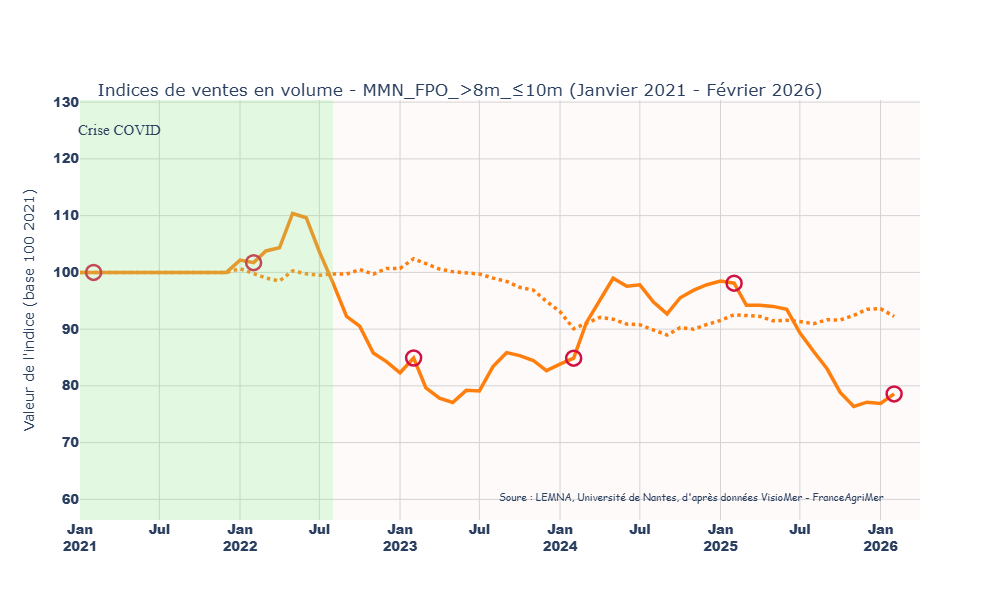 Indices de ventes en volume - MMN_FPO_>8m_≤10m (Janvier 2021 - Février 2026)
Valeur de l'indice (base 100 2021)
130
120
110
100
90
80
70
60
Crise COVID
Soure : LEMNA, Université de Nantes, d'après données VisioMer - FranceAgriMer
Jan Jul Jan Jul Jan Jul Jan Jul Jan Jul Jan
2021 2022 2023 2024 2025 2026